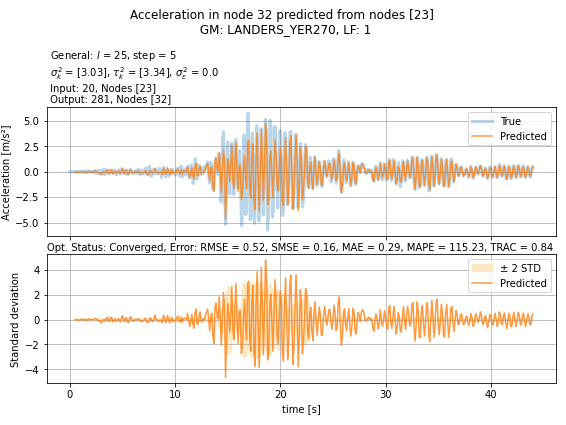 Acceleration in node 32 predicted from nodes [23]
GM: LANDERS_YER270, LF: 1
General: l = 25, step = 5
σ²ₖ = [3.03], τ²ₖ = [3.34], σ²ε = 0.0
Input: 20, Nodes [23]
Output: 281, Nodes [32]
Acceleration [m/s²]
5.0
2.5
0.0
−2.5
−5.0
True
Predicted
Opt. Status: Converged, Error: RMSE = 0.52, SMSE = 0.16, MAE = 0.29, MAPE = 115.23, TRAC = 0.84
Standard deviation
4
2
0
−2
−4
± 2 STD
Predicted
0 10 20 30 40
time [s]